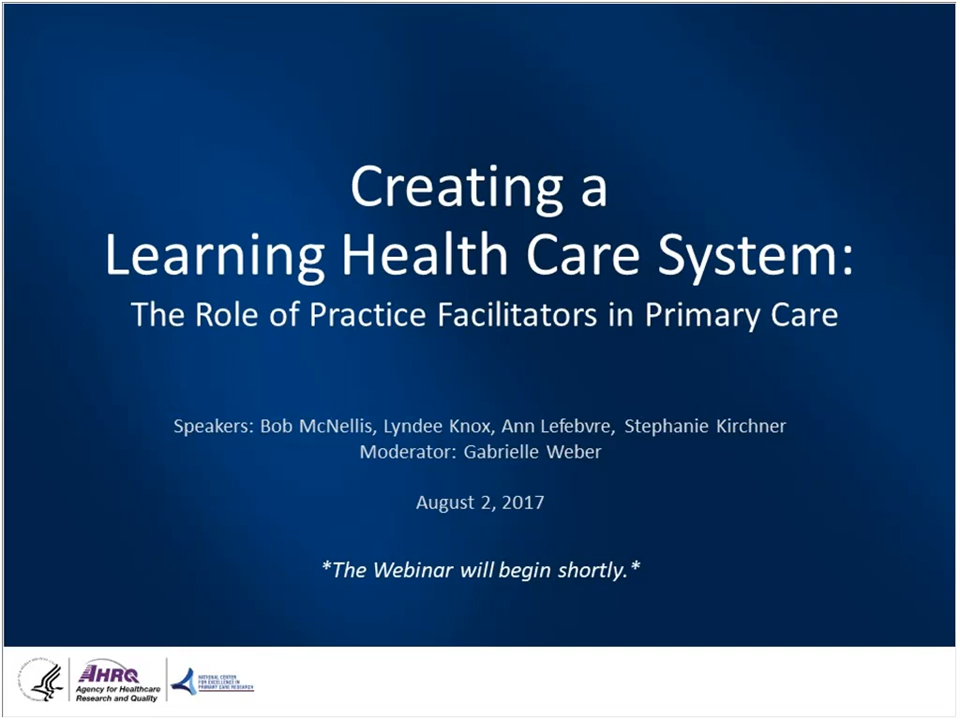 Creating a
Learning Health Care System:
The Role of Practice Facilitators in Primary Care
Speakers: Bob McNellis, Lyndee Knox, Ann Lefebvre, Stephanie Kirchner
Moderator: Gabrielle Weber
August 2, 2017
*The Webinar will begin shortly.*
AHRQ
Agency for Healthcare
Research and Quality
NATIONAL CENTER
FOR EXCELLENCE IN
PRIMARY CARE RESEARCH